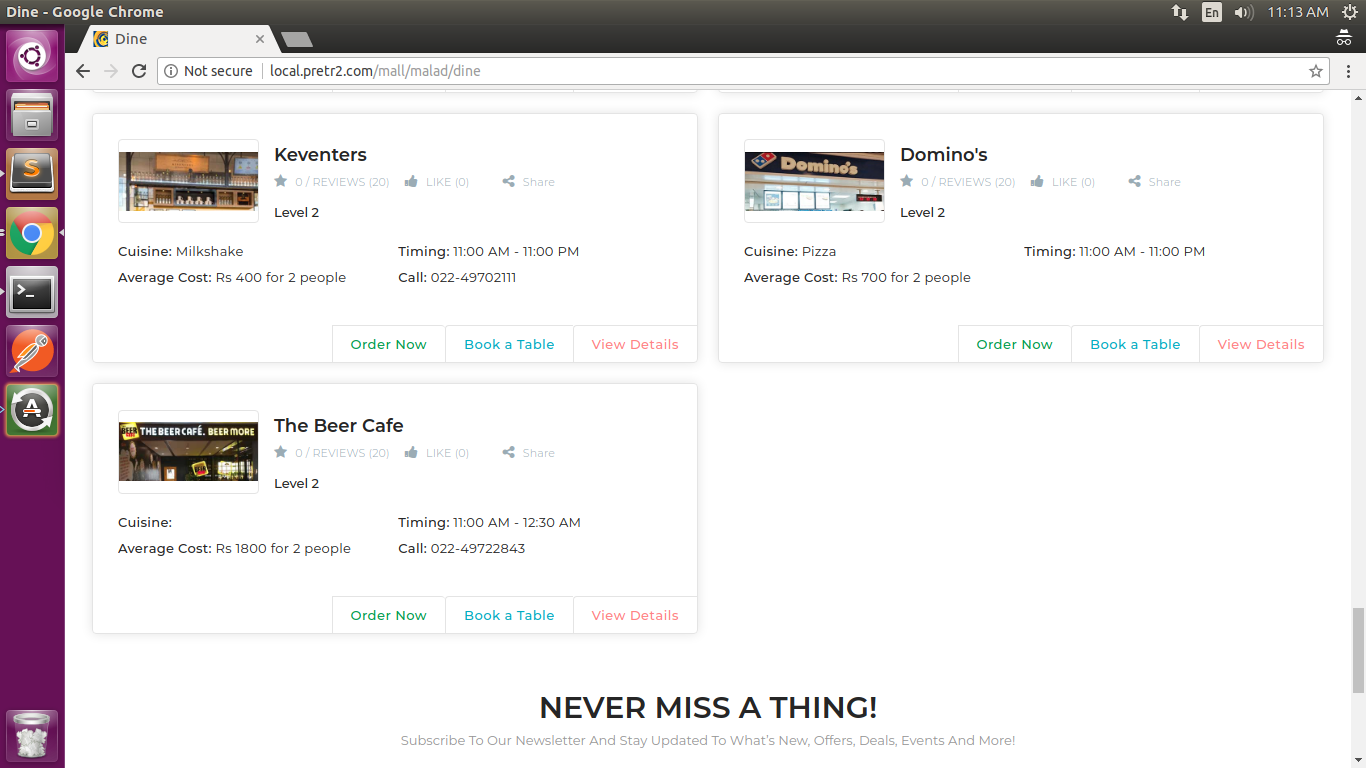 Dine - Google Chrome
En
11:13 AM
Dine
Not secure
local.pretr2.com/mall/malad/dine
Keventers
0 / REVIEWS (20) LIKE (0) Share
Level 2
Cuisine: Milkshake Timing: 11:00 AM - 11:00 PM
Average Cost: Rs 400 for 2 people Call: 022-49702111
Order Now Book a Table View Details
Domino's
Domino's
0 / REVIEWS (20) LIKE (0) Share
Level 2
Cuisine: Pizza Timing: 11:00 AM - 11:00 PM
Average Cost: Rs 700 for 2 people
Order Now Book a Table View Details
THE BEER CAFÉ. BEER MORE
The Beer Cafe
0 / REVIEWS (20) LIKE (0) Share
Level 2
Cuisine: Timing: 11:00 AM - 12:30 AM
Average Cost: Rs 1800 for 2 people Call: 022-49722843
Order Now Book a Table View Details
NEVER MISS A THING!
Subscribe To Our Newsletter And Stay Updated To What's New, Offers, Deals, Events And More!